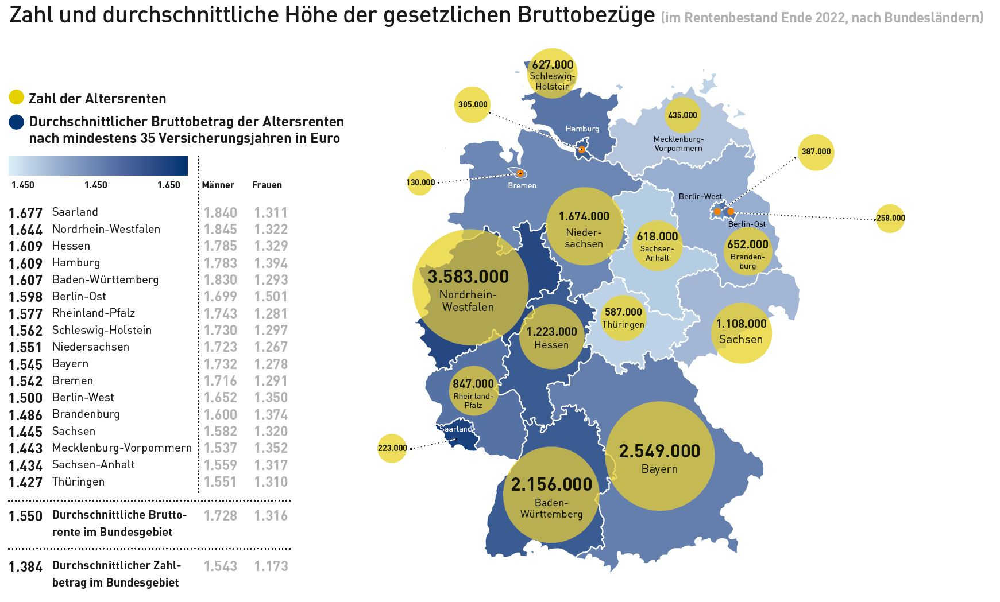 Zahl und durchschnittliche Höhe der gesetzlichen Bruttobezüge (im Rentenbestand Ende 2022, nach Bundesländern)
Zahl der Altersrenten
Durchschnittlicher Bruttobetrag der Altersrenten
nach mindestens 35 Versicherungsjahren in Euro
1.450 1.450 1.650 Männer Frauen
1.677 Saarland 1.840 1.311
1.644 Nordrhein-Westfalen 1.845 1.322
1.609 Hessen 1.785 1.329
1.609 Hamburg 1.783 1.394
1.607 Baden-Württemberg 1.830 1.293
1.598 Berlin-Ost 1.699 1.501
1.577 Rheinland-Pfalz 1.743 1.281
1.562 Schleswig-Holstein 1.730 1.297
1.551 Niedersachsen 1.723 1.267
1.545 Bayern 1.732 1.278
1.542 Bremen 1.716 1.291
1.500 Berlin-West 1.652 1.350
1.486 Brandenburg 1.600 1.374
1.445 Sachsen 1.582 1.320
1.443 Mecklenburg-Vorpommern 1.537 1.352
1.434 Sachsen-Anhalt 1.559 1.317
1.427 Thüringen 1.551 1.310
1.550 Durchschnittliche Brutto- 1.728 1.316
rente im Bundesgebiet
1.384 Durchschnittlicher Zahl- 1.543 1.173
betrag im Bundesgebiet
627.000
Schleswig-
Holstein
305.000
Hamburg
435.000
Mecklenburg-
Vorpommern
387.000
130.000
Bremen
Berlin-West
258.000
Berlin-Ost
1.674.000
Nieder-
sachsen
618.000
Sachsen-
Anhalt
652.000
Branden-
burg
3.583.000
Nordrhein-
Westfalen
1.223.000
Hessen
587.000
Thüringen
1.108.000
Sachsen
847.000
Rheinland-
Pfalz
Saarland
223.000
2.549.000
Bayern
2.156.000
Baden-
Württemberg